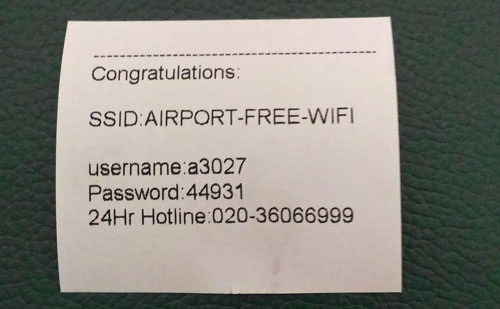 Congratulations:
SSID:AIRPORT-FREE-WIFI
username:a3027
Password:44931
24Hr Hotline:020-36066999